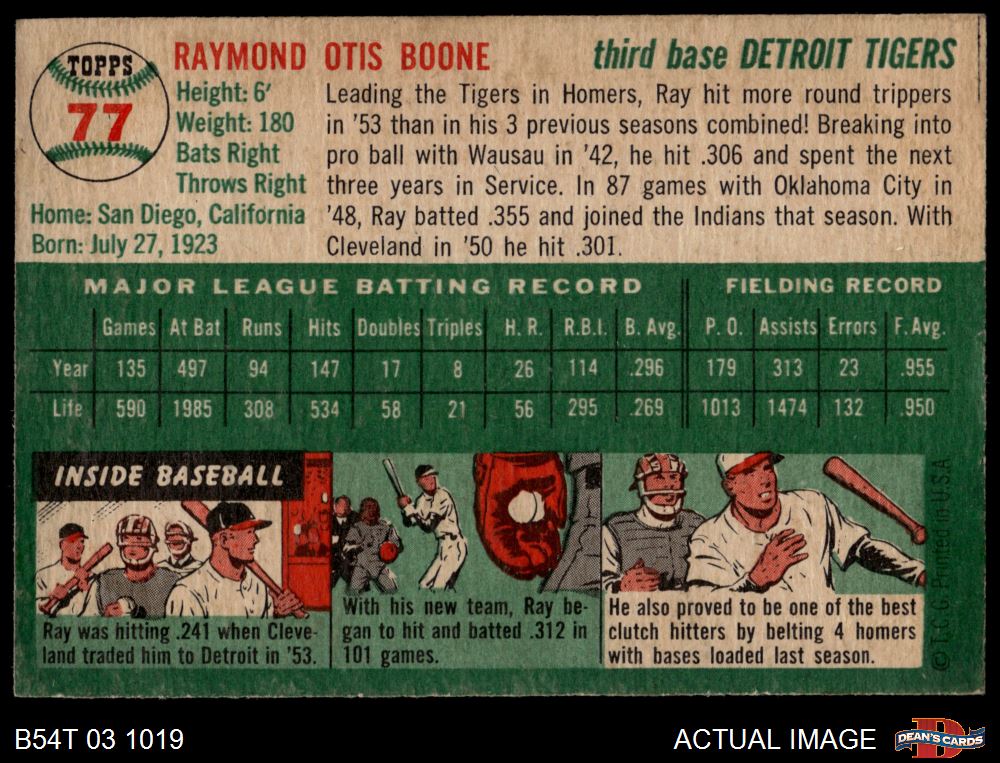 TOPPS
77
RAYMOND OTIS BOONE
third base DETROIT TIGERS
Height: 6'
Weight: 180
Bats Right
Throws Right
Home: San Diego, California
Born: July 27, 1923
Leading the Tigers in Homers, Ray hit more round trippers
in '53 than in his 3 previous seasons combined! Breaking into
pro ball with Wausau in '42, he hit .306 and spent the next
three years in Service. In 87 games with Oklahoma City in
'48, Ray batted .355 and joined the Indians that season. With
Cleveland in '50 he hit .301.
MAJOR LEAGUE BATTING RECORD FIELDING RECORD
Games At Bat Runs Hits Doubles Triples H. R. R.B.I. B. Avg. P. O. Assists Errors F. Avg.
Year 135 497 94 147 17 8 26 114 .296 179 313 23 .955
Life 590 1985 308 534 58 21 56 295 .269 1013 1474 132 .950
INSIDE BASEBALL
Ray was hitting .241 when Cleve-
land traded him to Detroit in '53.
With his new team, Ray be-
gan to hit and batted .312 in
101 games.
He also proved to be one of the best
clutch hitters by belting 4 homers
with bases loaded last season.
© T.C.G. Printed in U.S.A.
B54T 03 1019
ACTUAL IMAGE
DEAN'S CARDS